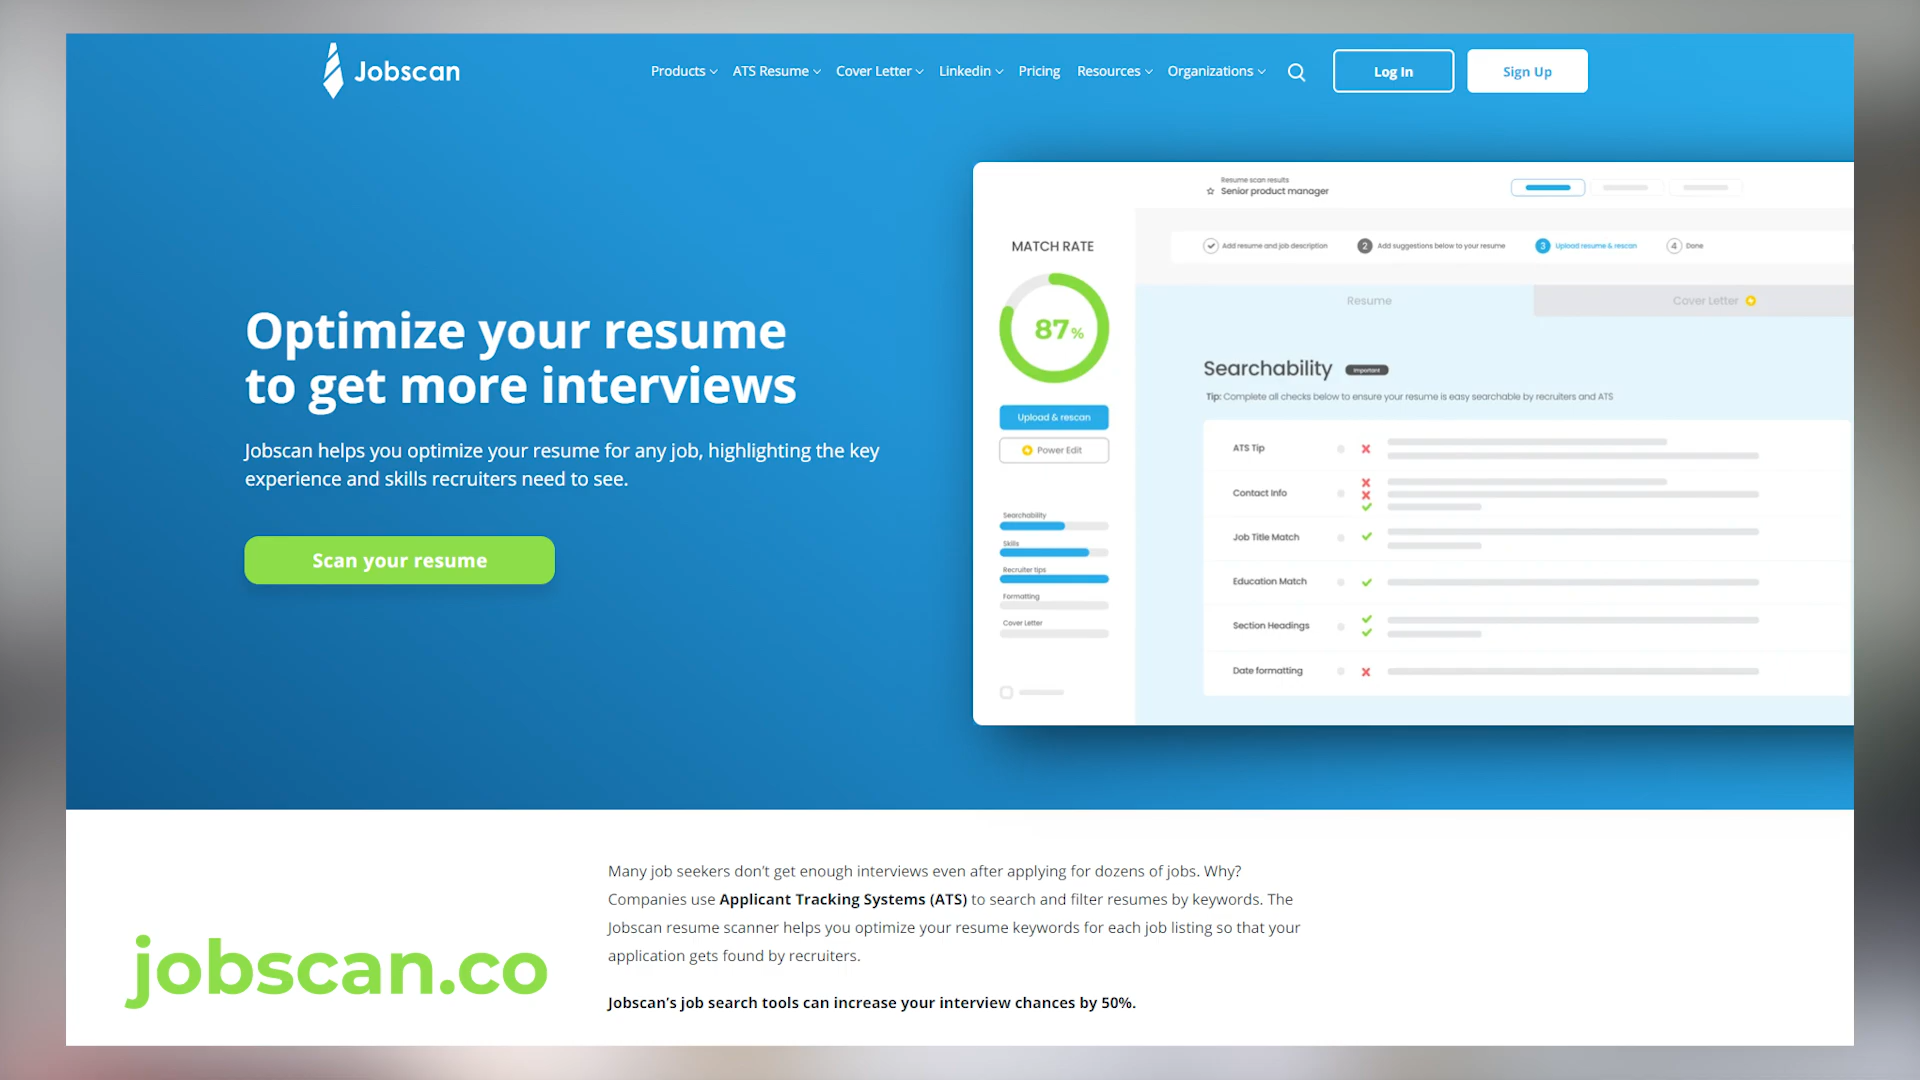 Jobscan
Products
ATS Resume
Cover Letter
Linkedin
Pricing
Resources
Organizations
Log In
Sign Up
Optimize your resume
to get more interviews
Jobscan helps you optimize your resume for any job, highlighting the key
experience and skills recruiters need to see.
Scan your resume
Resume scan results
Senior product manager
MATCH RATE
87%
Upload & rescan
Power Edit
Searchability
Skills
Recruiter tips
Formatting
Cover Letter
Add resume and job description
2 Add suggestions below to your resume
3 Upload resume & rescan
4 Done
Resume
Cover Letter
Searchability Important
Tip: Complete all checks below to ensure your resume is easy searchable by recruiters and ATS
ATS Tip
Contact Info
Job Title Match
Education Match
Section Headings
Date formatting
Many job seekers don't get enough interviews even after applying for dozens of jobs. Why?
Companies use Applicant Tracking Systems (ATS) to search and filter resumes by keywords. The
Jobscan resume scanner helps you optimize your resume keywords for each job listing so that your
application gets found by recruiters.
Jobscan's job search tools can increase your interview chances by 50%.
jobscan.co